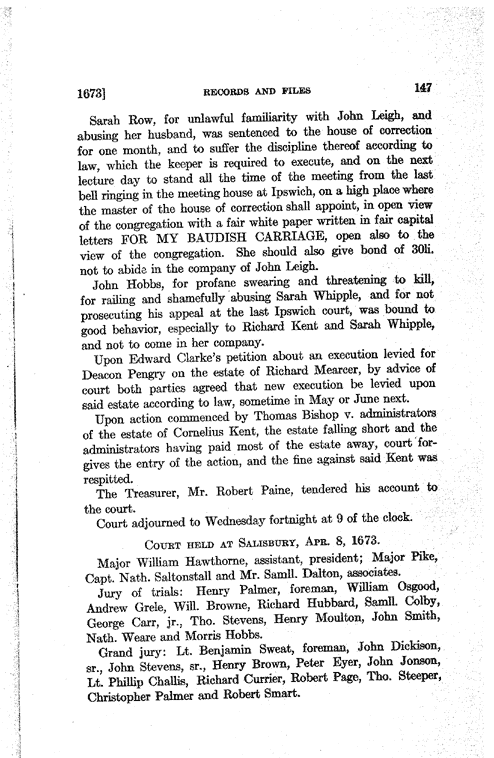 1673] RECORDS AND FILES 147
Sarah Row, for unlawful familiarity with John Leigh, and
abusing her husband, was sentenced to the house of correction
for one month, and to suffer the discipline thereof according to
law, which the keeper is required to execute, and on the next
lecture day to stand all the time of the meeting from the last
bell ringing in the meeting house at Ipswich, on a high place where
the master of the house of correction shall appoint, in open view
of the congregation with a fair white paper written in fair capital
letters FOR MY BAUDISH CARRIAGE, open also to the
view of the congregation. She should also give bond of 30li.
not to abide in the company of John Leigh.
John Hobbs, for profane swearing and threatening to kill,
for railing and shamefully abusing Sarah Whipple, and for not
prosecuting his appeal at the last Ipswich court, was bound to
good behavior, especially to Richard Kent and Sarah Whipple,
and not to come in her company.
Upon Edward Clarke's petition about an execution levied for
Deacon Pengry on the estate of Richard Mearcer, by advice of
court both parties agreed that new execution be levied upon
said estate according to law, sometime in May or June next.
Upon action commenced by Thomas Bishop v. administrators
of the estate of Cornelius Kent, the estate falling short and the
administrators having paid most of the estate away, court for-
gives the entry of the action, and the fine against said Kent was
respitted.
The Treasurer, Mr. Robert Paine, tendered his account to
the court.
Court adjourned to Wednesday fortnight at 9 of the clock.
COURT HELD AT SALISBURY, APR. 8, 1673.
Major William Hawthorne, assistant, president; Major Pike,
Capt. Nath. Saltonstall and Mr. Samll. Dalton, associates.
Jury of trials: Henry Palmer, foreman, William Osgood,
Andrew Grele, Will. Browne, Richard Hubbard, Samll. Colby,
George Carr, jr., Tho. Stevens, Henry Moulton, John Smith,
Nath. Weare and Morris Hobbs.
Grand jury: Lt. Benjamin Sweat, foreman, John Dickison,
sr., John Stevens, sr., Henry Brown, Peter Eyer, John Jonson,
Lt. Phillip Challis, Richard Currier, Robert Page, Tho. Steeper,
Christopher Palmer and Robert Smart.